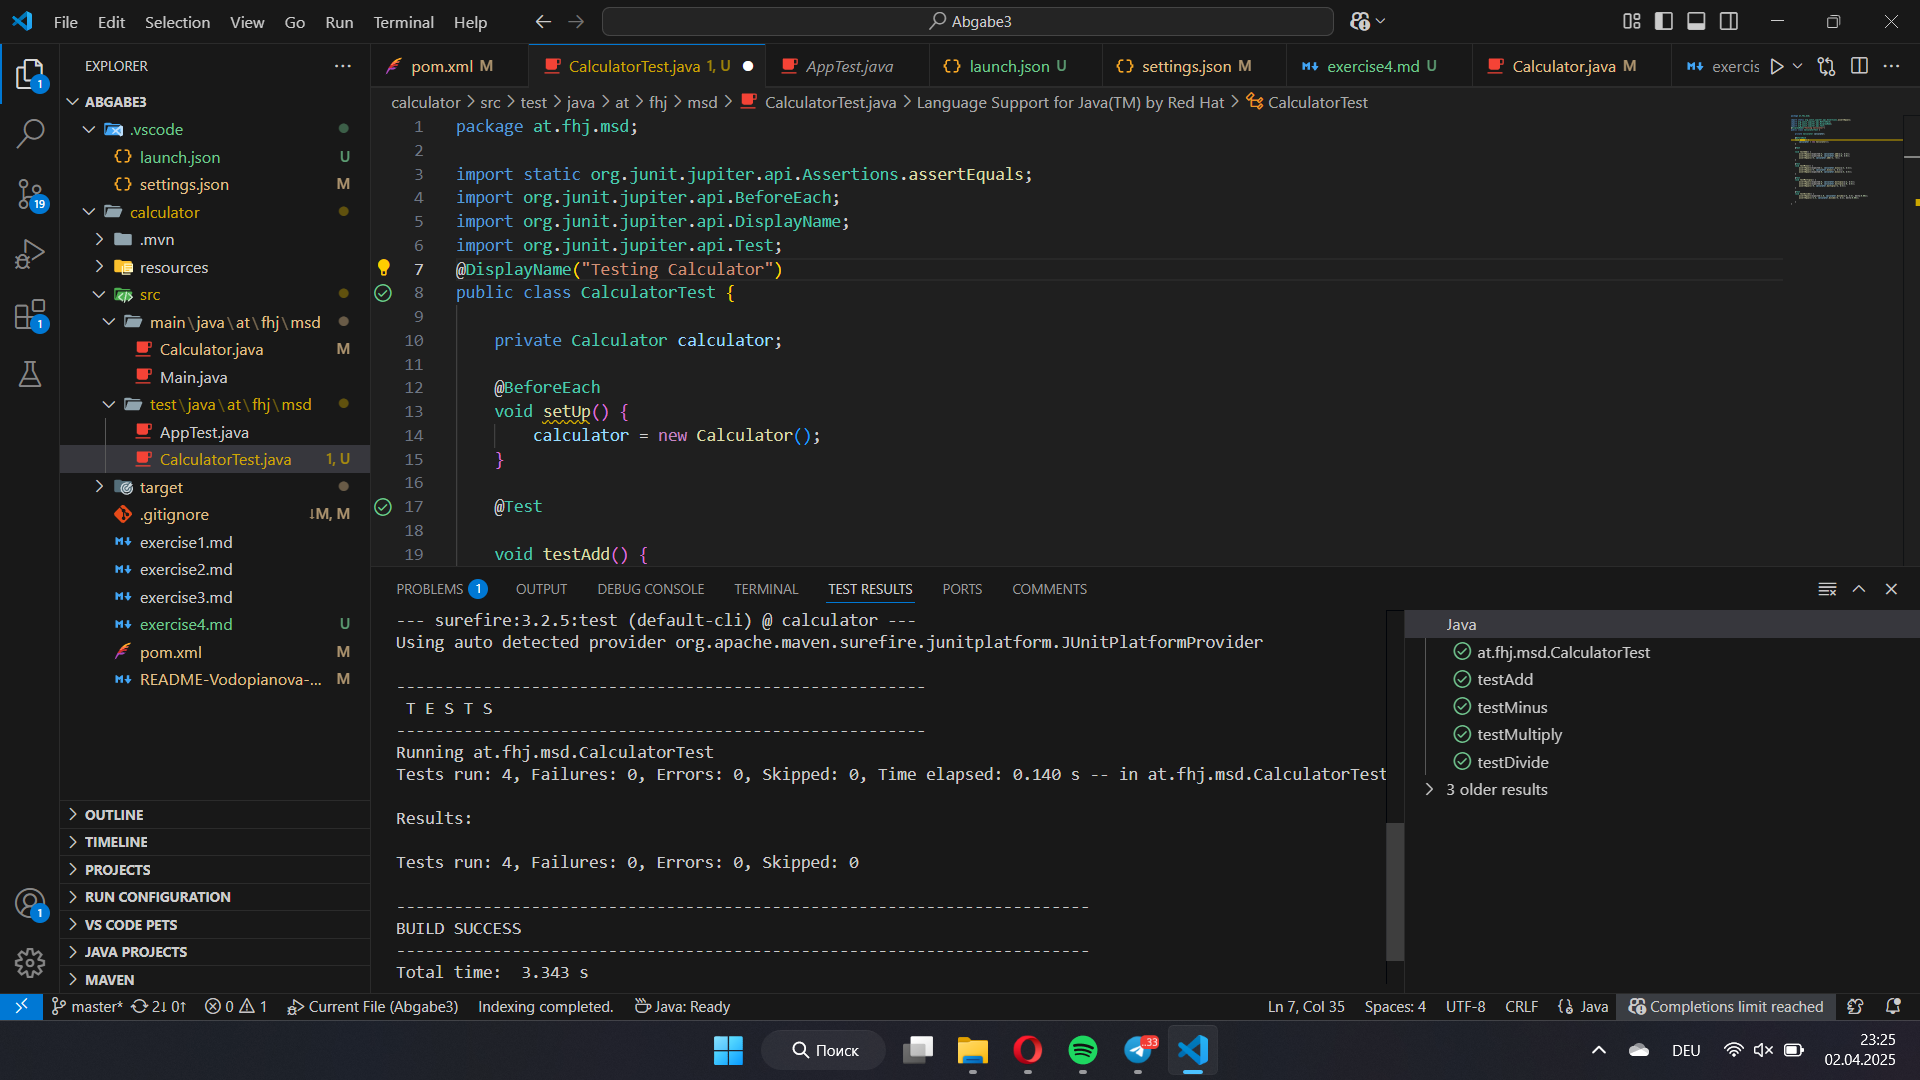 File Edit Selection View Go Run Terminal Help
Abgabe3
EXPLORER
ABGABE3
.vscode
launch.json U
settings.json M
calculator
.mvn
resources
src
main\java\at\fhj\msd
Calculator.java M
Main.java
test\java\at\fhj\msd
AppTest.java
CalculatorTest.java 1, U
target
.gitignore ↓M, M
exercise1.md
exercise2.md
exercise3.md
exercise4.md U
pom.xml M
README-Vodopianova-... M
OUTLINE
TIMELINE
PROJECTS
RUN CONFIGURATION
VS CODE PETS
JAVA PROJECTS
MAVEN
1
19
1
1
pom.xml M CalculatorTest.java 1, U AppTest.java launch.json U settings.json M exercise4.md U Calculator.java M exercis
calculator > src > test > java > at > fhj > msd > CalculatorTest.java > Language Support for Java(TM) by Red Hat > CalculatorTest
1 package at.fhj.msd;
2
3 import static org.junit.jupiter.api.Assertions.assertEquals;
4 import org.junit.jupiter.api.BeforeEach;
5 import org.junit.jupiter.api.DisplayName;
6 import org.junit.jupiter.api.Test;
7 @DisplayName("Testing Calculator")
8 public class CalculatorTest {
9
10 private Calculator calculator;
11
12 @BeforeEach
13 void setUp() {
14 calculator = new Calculator();
15 }
16
17 @Test
18
19 void testAdd() {
PROBLEMS 1 OUTPUT DEBUG CONSOLE TERMINAL TEST RESULTS PORTS COMMENTS
--- surefire:3.2.5:test (default-cli) @ calculator ---
Using auto detected provider org.apache.maven.surefire.junitplatform.JUnitPlatformProvider
-------------------------------------------------------
T E S T S
-------------------------------------------------------
Running at.fhj.msd.CalculatorTest
Tests run: 4, Failures: 0, Errors: 0, Skipped: 0, Time elapsed: 0.140 s -- in at.fhj.msd.CalculatorTest
Results:
Tests run: 4, Failures: 0, Errors: 0, Skipped: 0
------------------------------------------------------------------------
BUILD SUCCESS
------------------------------------------------------------------------
Total time:  3.343 s
Java
at.fhj.msd.CalculatorTest
testAdd
testMinus
testMultiply
testDivide
3 older results
master* 2↓ 0↑ 0 1 Current File (Abgabe3) Indexing completed. Java: Ready Ln 7, Col 35 Spaces: 4 UTF-8 CRLF Java Completions limit reached
Поиск
33
DEU
23:25
02.04.2025